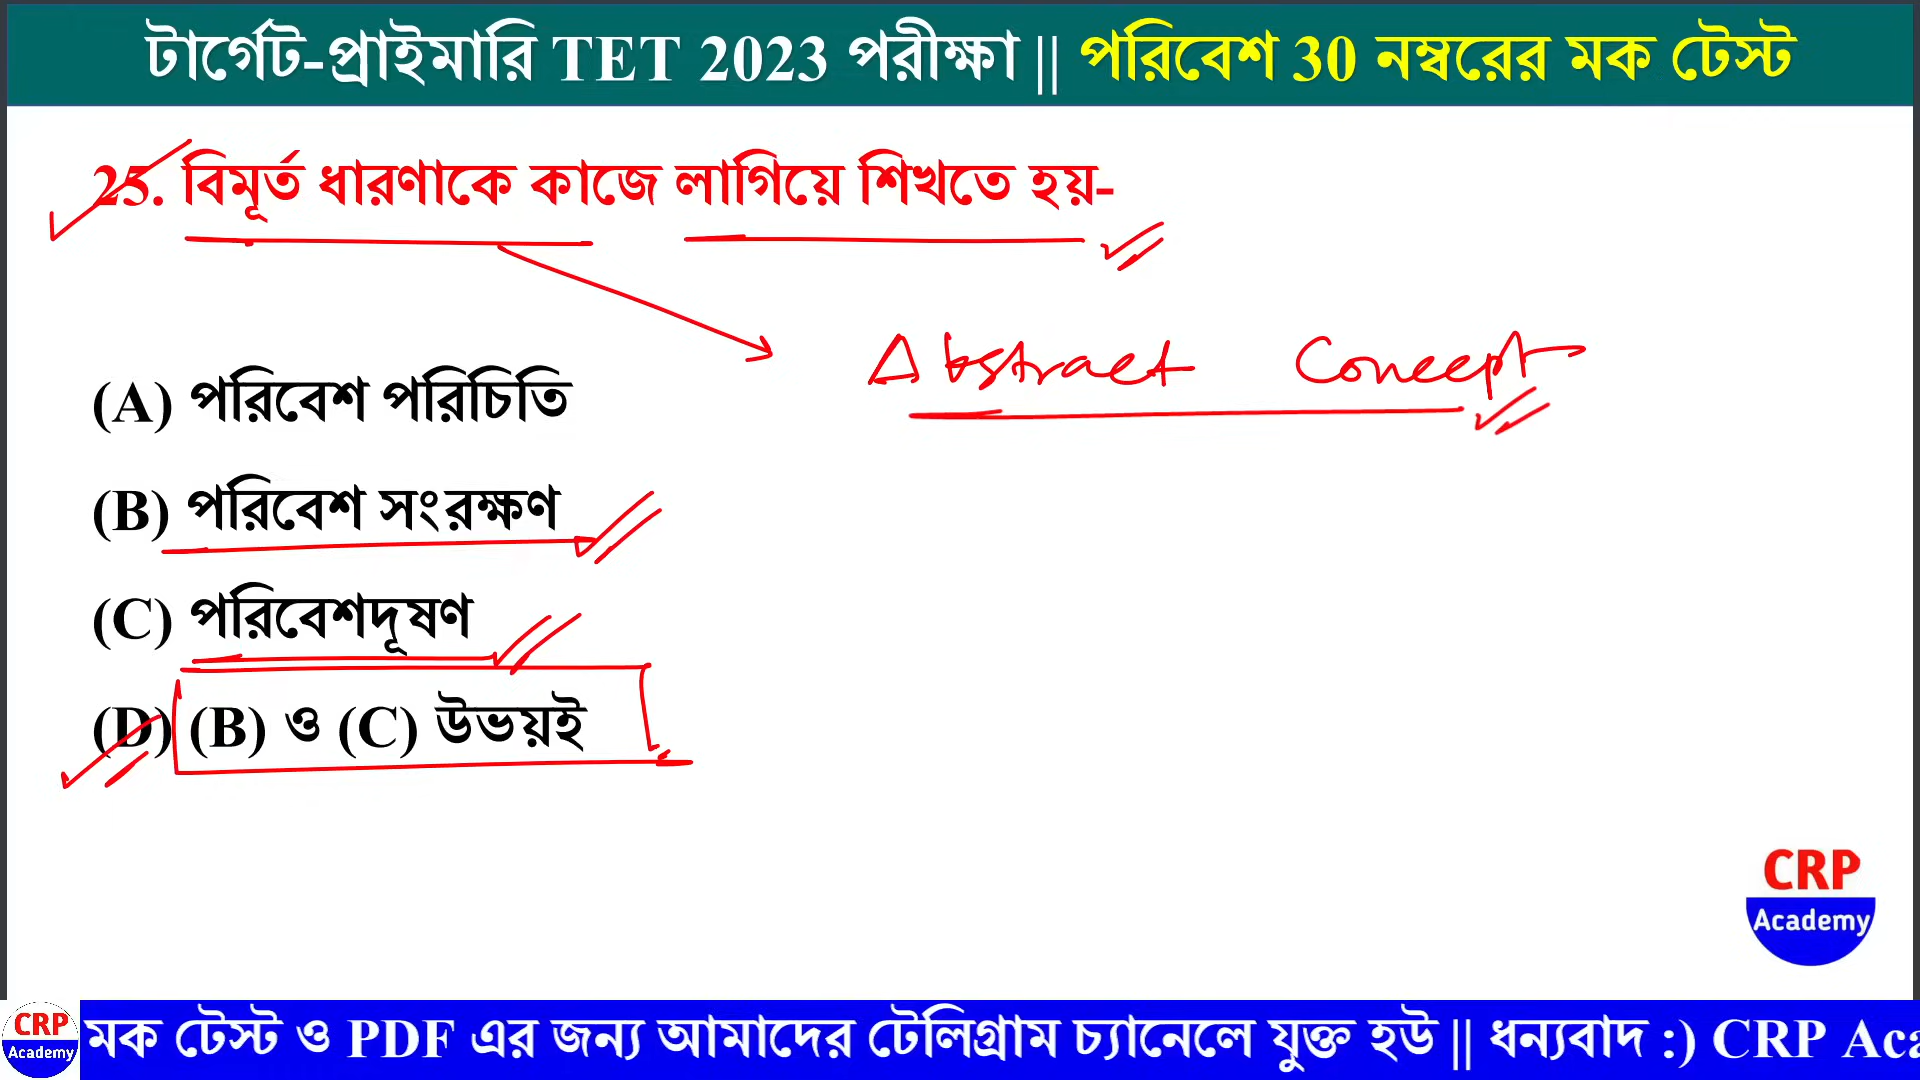 টার্গেট-প্রাইমারি TET 2023 পরীক্ষা || পরিবেশ 30 নম্বরের মক টেস্ট
25. বিমূর্ত ধারণাকে কাজে লাগিয়ে শিখতে হয়-
Abstract Concept
(A) পরিবেশ পরিচিতি
(B) পরিবেশ সংরক্ষণ
(C) পরিবেশদূষণ
(D) (B) ও (C) উভয়ই
CRP
Academy
CRP
Academy
মক টেস্ট ও PDF এর জন্য আমাদের টেলিগ্রাম চ্যানেলে যুক্ত হউ || ধন্যবাদ :) CRP Aca